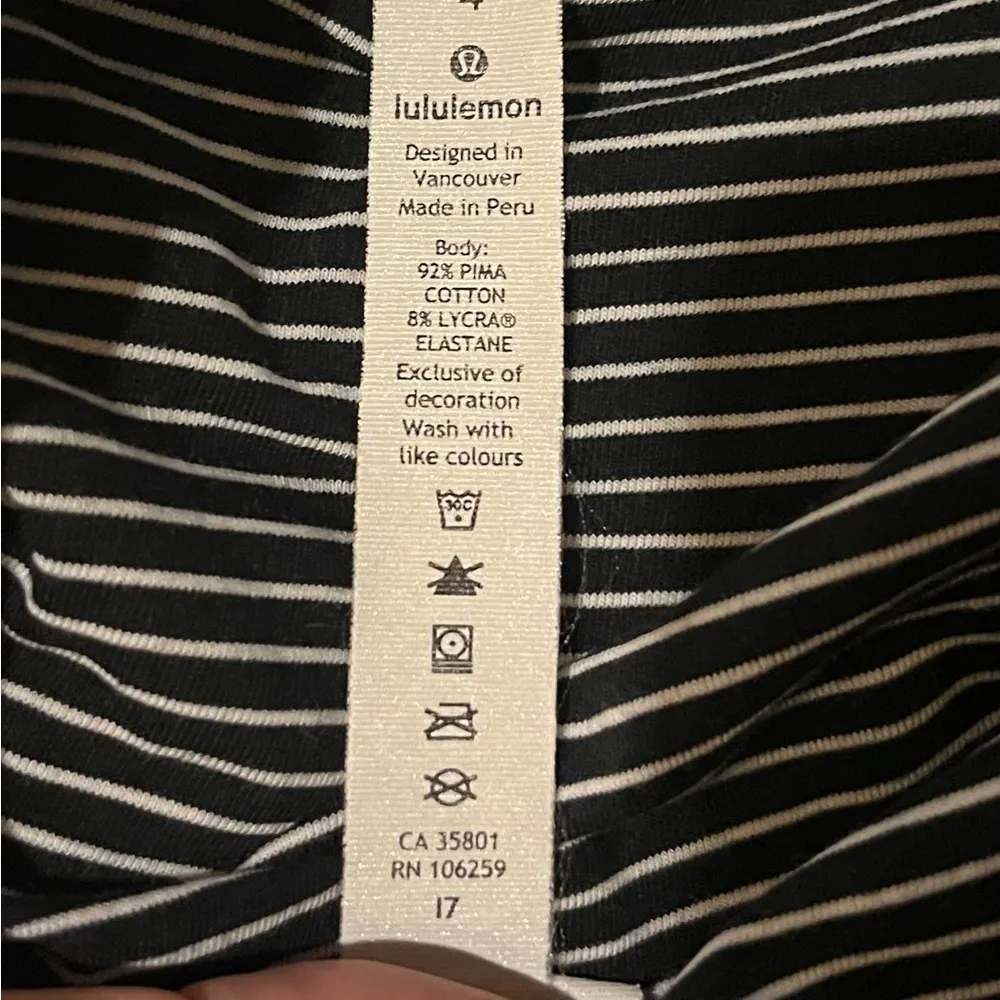 4
lululemon
Designed in
Vancouver
Made in Peru
Body:
92% PIMA
COTTON
8% LYCRA®
ELASTANE
Exclusive of
decoration
Wash with
like colours
30C
CA 35801
RN 106259
17